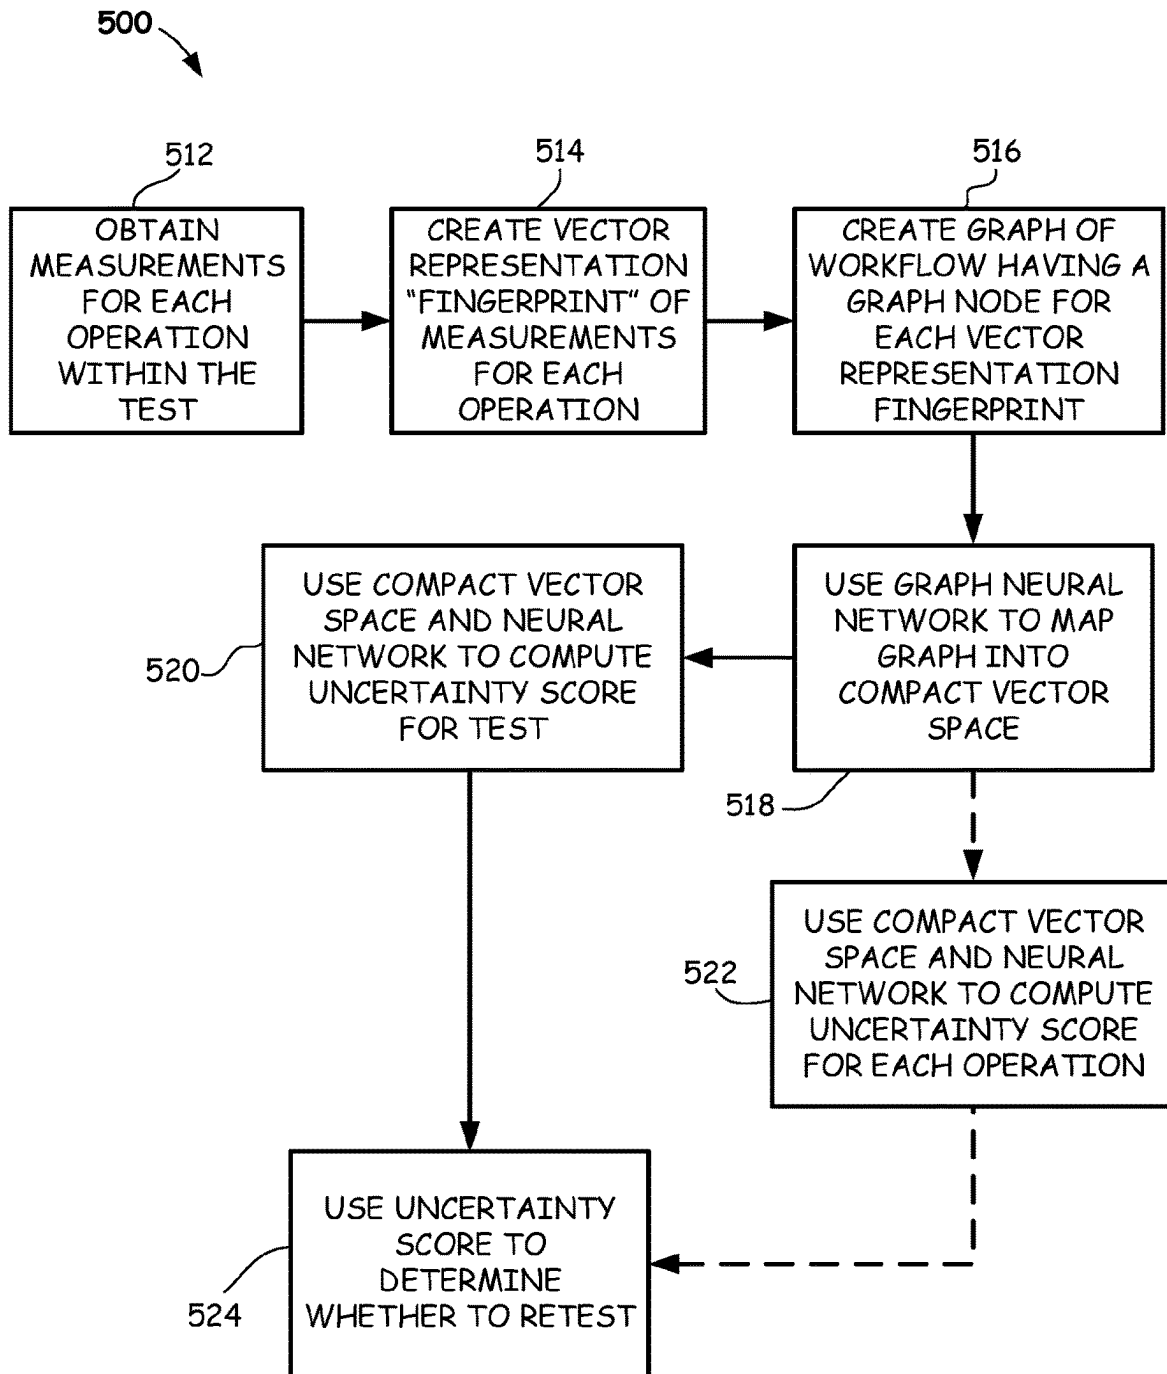 500
512
OBTAIN
MEASUREMENTS
FOR EACH
OPERATION
WITHIN THE
TEST
514
CREATE VECTOR
REPRESENTATION
“FINGERPRINT” OF
MEASUREMENTS
FOR EACH
OPERATION
516
CREATE GRAPH OF
WORKFLOW HAVING A
GRAPH NODE FOR
EACH VECTOR
REPRESENTATION
FINGERPRINT
USE GRAPH NEURAL
NETWORK TO MAP
GRAPH INTO
COMPACT VECTOR
SPACE
518
USE COMPACT VECTOR
SPACE AND NEURAL
NETWORK TO COMPUTE
UNCERTAINTY SCORE
FOR TEST
520
USE COMPACT VECTOR
SPACE AND NEURAL
NETWORK TO COMPUTE
UNCERTAINTY SCORE
FOR EACH OPERATION
522
USE UNCERTAINTY
SCORE TO
DETERMINE
WHETHER TO RETEST
524